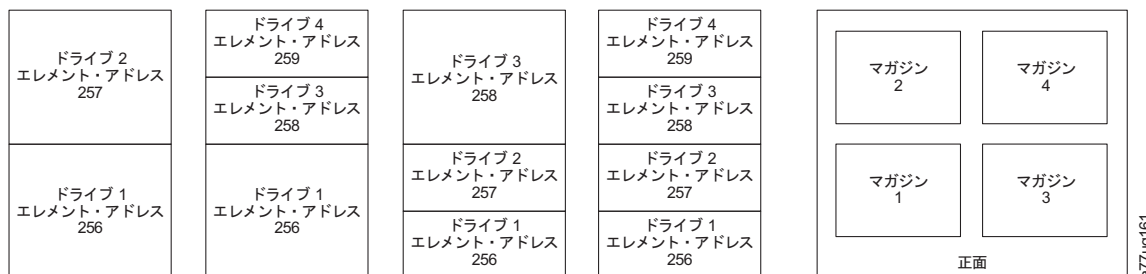 ドライブ 2
エレメント・アドレス
257
ドライブ 1
エレメント・アドレス
256
ドライブ 4
エレメント・アドレス
259
ドライブ 3
エレメント・アドレス
258
ドライブ 1
エレメント・アドレス
256
ドライブ 3
エレメント・アドレス
258
ドライブ 2
エレメント・アドレス
257
ドライブ 1
エレメント・アドレス
256
ドライブ 4
エレメント・アドレス
259
ドライブ 3
エレメント・アドレス
258
ドライブ 2
エレメント・アドレス
257
ドライブ 1
エレメント・アドレス
256
マガジン
2
マガジン
4
マガジン
1
マガジン
3
正面